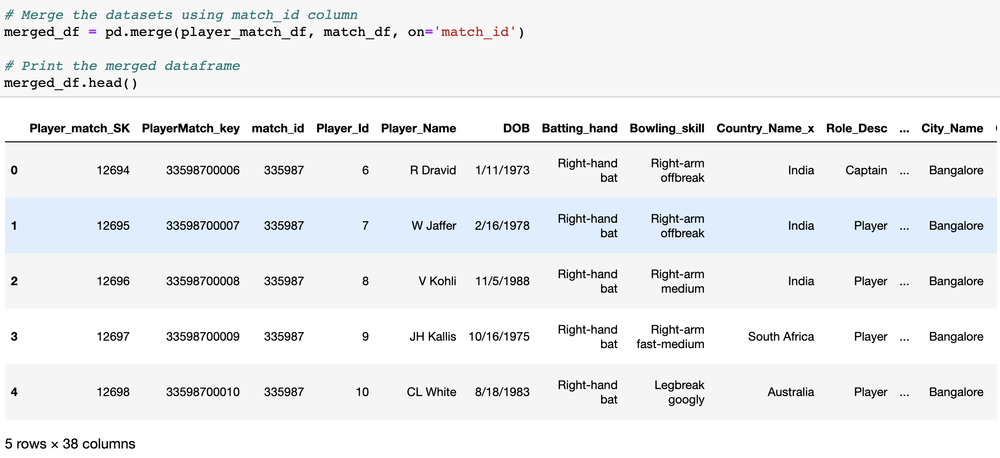 # Merge the datasets using match_id column
merged_df = pd.merge(player_match_df, match_df, on='match_id')
# Print the merged dataframe
merged_df.head()
Player_match_SK PlayerMatch_key match_id Player_Id Player_Name DOB Batting_hand Bowling_skill Country_Name_x Role_Desc ... City_Name
0 12694 33598700006 335987 6 R Dravid 1/11/1973 Right-hand bat Right-arm offbreak India Captain ... Bangalore
1 12695 33598700007 335987 7 W Jaffer 2/16/1978 Right-hand bat Right-arm offbreak India Player ... Bangalore
2 12696 33598700008 335987 8 V Kohli 11/5/1988 Right-hand bat Right-arm medium India Player ... Bangalore
3 12697 33598700009 335987 9 JH Kallis 10/16/1975 Right-hand bat Right-arm fast-medium South Africa Player ... Bangalore
4 12698 33598700010 335987 10 CL White 8/18/1983 Right-hand bat Legbreak googly Australia Player ... Bangalore
5 rows × 38 columns